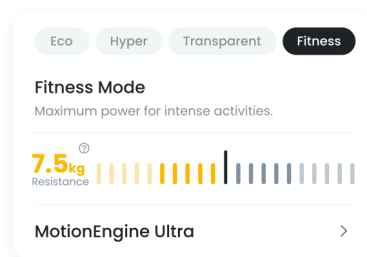 Eco Hyper Transparent Fitness
Fitness Mode
Maximum power for intense activities.
7.5kg ?
Resistance
MotionEngine Ultra